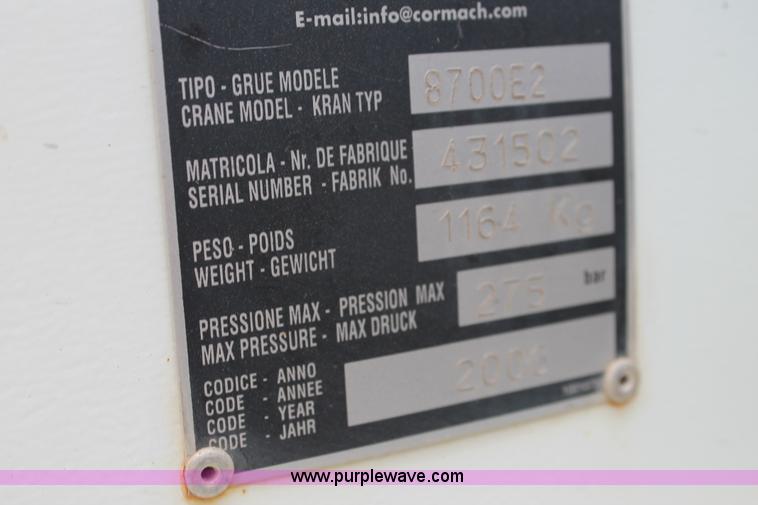 E-mail:info@cormach.com
TIPO - GRUE MODELE
CRANE MODEL - KRAN TYP
8700E2
MATRICOLA - Nr. DE FABRIQUE
SERIAL NUMBER - FABRIK No.
431502
PESO - POIDS
WEIGHT - GEWICHT
1164 Kg
PRESSIONE MAX - PRESSION MAX
MAX PRESSURE - MAX DRUCK
275 bar
CODICE - ANNO
CODE - ANNEE
CODE - YEAR
CODE - JAHR
www.purplewave.com